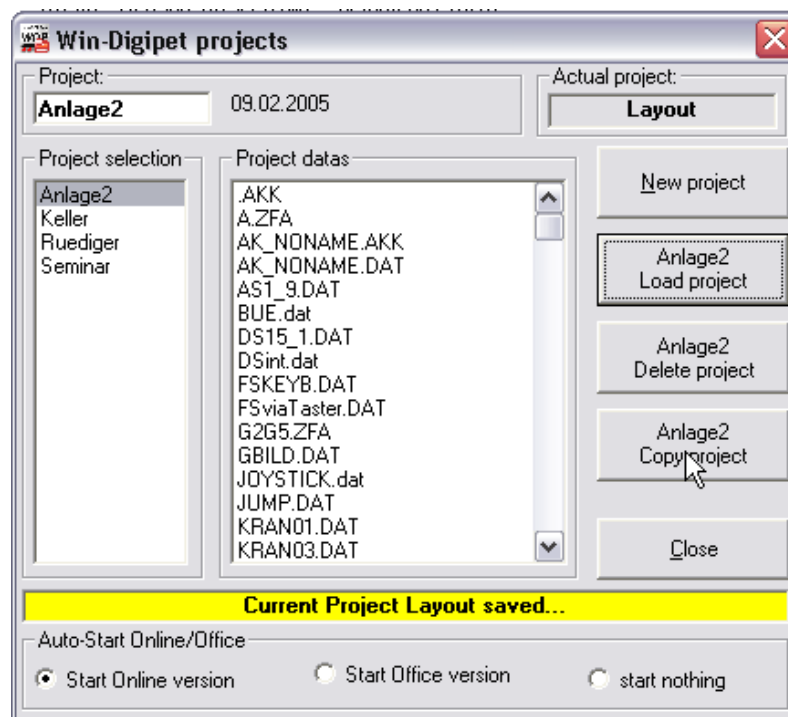 Win-Digipet projects
Project:
Anlage2
09.02.2005
Actual project:
Layout
Project selection
Anlage2
Keller
Ruediger
Seminar
Project datas
.AKK
A.ZFA
AK_NONAME.AKK
AK_NONAME.DAT
AS1_9.DAT
BUE.dat
DS15_1.DAT
DSint.dat
FSKEYB.DAT
FSviaTaster.DAT
G2G5.ZFA
GBILD.DAT
JOYSTICK.dat
JUMP.DAT
KRAN01.DAT
KRAN03.DAT
New project
Anlage2
Load project
Anlage2
Delete project
Anlage2
Copy project
Close
Current Project Layout saved...
Auto-Start Online/Office
Start Online version
Start Office version
start nothing